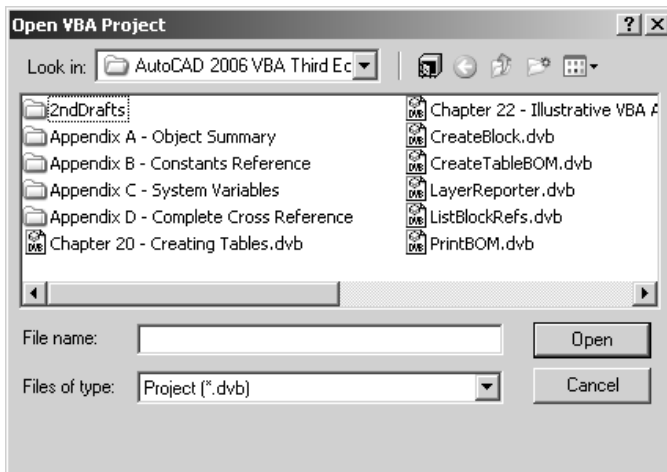 Open VBA Project
Look in: AutoCAD 2006 VBA Third Ec
2ndDrafts
Appendix A - Object Summary
Appendix B - Constants Reference
Appendix C - System Variables
Appendix D - Complete Cross Reference
Chapter 20 - Creating Tables.dvb
Chapter 22 - Illustrative VBA A
CreateBlock.dvb
CreateTableBOM.dvb
LayerReporter.dvb
ListBlockRefs.dvb
PrintBOM.dvb
File name:
Open
Files of type: Project (*.dvb)
Cancel